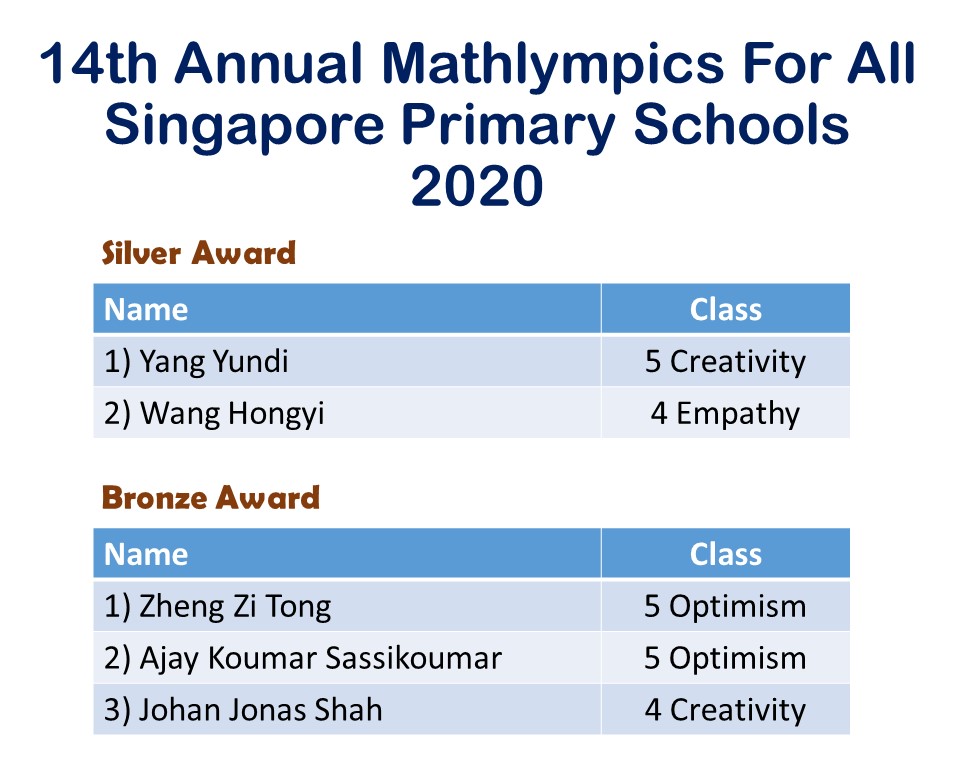 14th Annual Mathlympics For All
Singapore Primary Schools
2020
Silver Award
Name Class
1) Yang Yundi 5 Creativity
2) Wang Hongyi 4 Empathy
Bronze Award
Name Class
1) Zheng Zi Tong 5 Optimism
2) Ajay Koumar Sassikoumar 5 Optimism
3) Johan Jonas Shah 4 Creativity